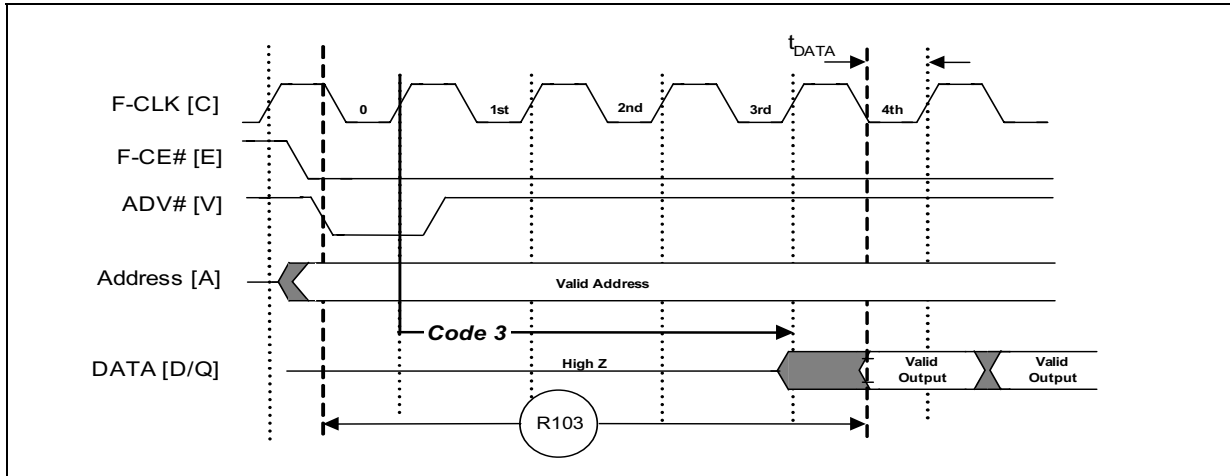 tDATA
F-CLK [C]
0 1st 2nd 3rd 4th
F-CE# [E]
ADV# [V]
Address [A]
Valid Address
Code 3
DATA [D/Q]
High Z
Valid Output
Valid Output
R103